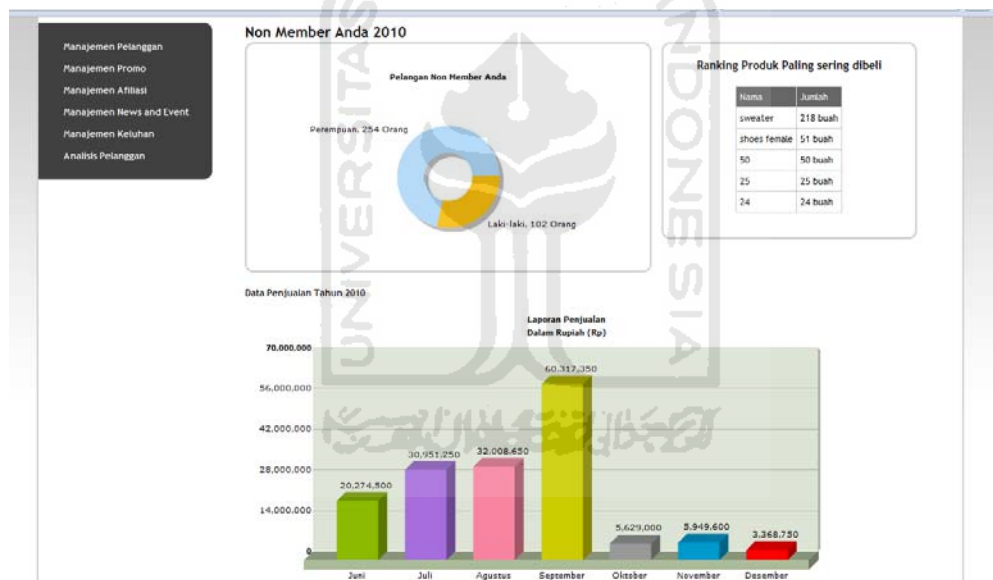 Manajemen Pelanggan
Manajemen Promo
Manajemen Afiliasi
Manajemen News and Event
Manajemen Keluhan
Analisis Pelanggan
Non Member Anda 2010
Pelangan Non Member Anda
Perempuan, 254 Orang
Laki-laki, 102 Orang
Ranking Produk Paling sering dibeli
Nama Jumlah
sweater 218 buah
shoes female 51 buah
50 50 buah
25 25 buah
24 24 buah
Data Penjualan Tahun 2010
Laporan Penjualan
Dalam Rupiah (Rp)
70.000.000
56,000,000
42,000,000
28,000,000
14,000,000
0
20,274,500
30,951,250
32,008,650
60,317,350
5,629,000
5,949,600
3,368,750
Juni Juli Agustus September Oktober November Desember
UNIVERSITAS
INDONESIA